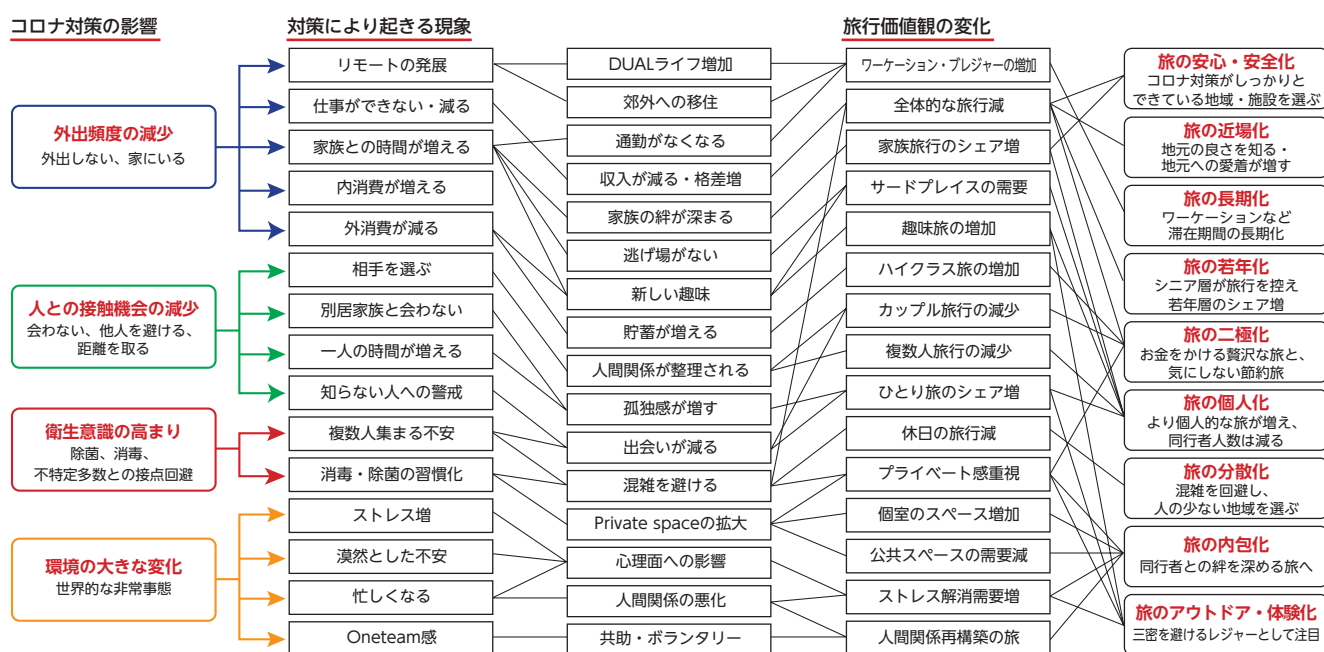 コロナ対策の影響
対策により起きる現象
旅行価値観の変化
外出頻度の減少
外出しない、家にいる
人との接触機会の減少
会わない、他人を避ける、
距離を取る
衛生意識の高まり
除菌、消毒、
不特定多数との接点回避
環境の大きな変化
世界的な非常事態
リモートの発展
仕事ができない・減る
家族との時間が増える
内消費が増える
外消費が減る
相手を選ぶ
別居家族と会わない
一人の時間が増える
知らない人への警戒
複数人集まる不安
消毒・除菌の習慣化
ストレス増
漠然とした不安
忙しくなる
Oneteam感
DUALライフ増加
郊外への移住
通勤がなくなる
収入が減る・格差増
家族の絆が深まる
逃げ場がない
新しい趣味
貯蓄が増える
人間関係が整理される
孤独感が増す
出会いが減る
混雑を避ける
Private spaceの拡大
心理面への影響
人間関係の悪化
共助・ボランタリー
ワーケーション・ブレジャーの増加
全体的な旅行減
家族旅行のシェア増
サードプレイスの需要
趣味旅の増加
ハイクラス旅の増加
カップル旅行の減少
複数人旅行の減少
ひとり旅のシェア増
休日の旅行減
プライベート感重視
個室のスペース増加
公共スペースの需要減
ストレス解消需要増
人間関係再構築の旅
旅の安心・安全化
コロナ対策がしっかりと
できている地域・施設を選ぶ
旅の近場化
地元の良さを知る・
地元への愛着が増す
旅の長期化
ワーケーションなど
滞在期間の長期化
旅の若年化
シニア層が旅行を控え
若年層のシェア増
旅の二極化
お金をかける贅沢な旅と、
気にしない節約旅
旅の個人化
より個人的な旅が増え、
同行者人数は減る
旅の分散化
混雑を回避し、
人の少ない地域を選ぶ
旅の内包化
同行者との絆を深める旅へ
旅のアウトドア・体験化
三密を避けるレジャーとして注目